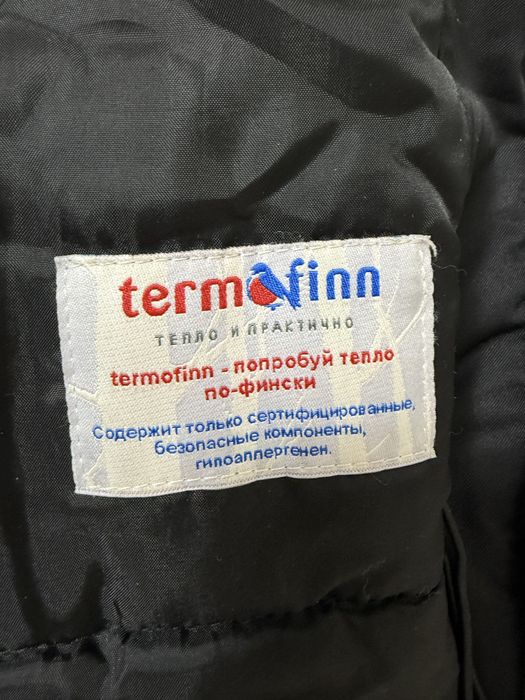 termofinn
ТЕПЛО И ПРАКТИЧНО
termofinn - попробуй тепло
по-фински
Содержит только сертифицированные,
безопасные компоненты,
гипоаллергенен.